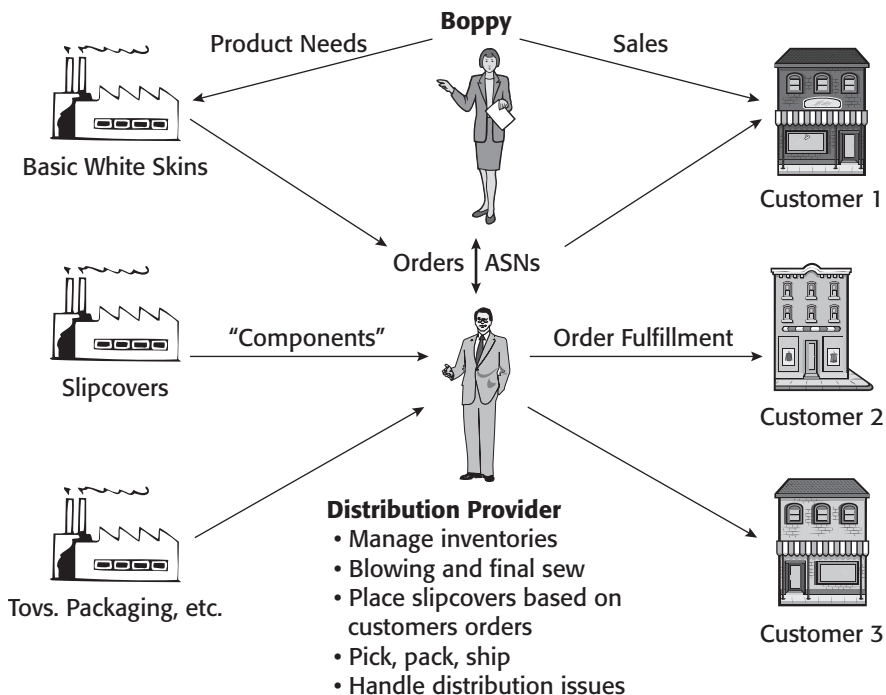 Boppy
Product Needs
Sales
Basic White Skins
Customer 1
Orders
ASNs
"Components"
Order Fulfillment
Slipcovers
Customer 2
Distribution Provider
• Manage inventories
• Blowing and final sew
• Place slipcovers based on
customers orders
• Pick, pack, ship
• Handle distribution issues
Tovs. Packaging, etc.
Customer 3